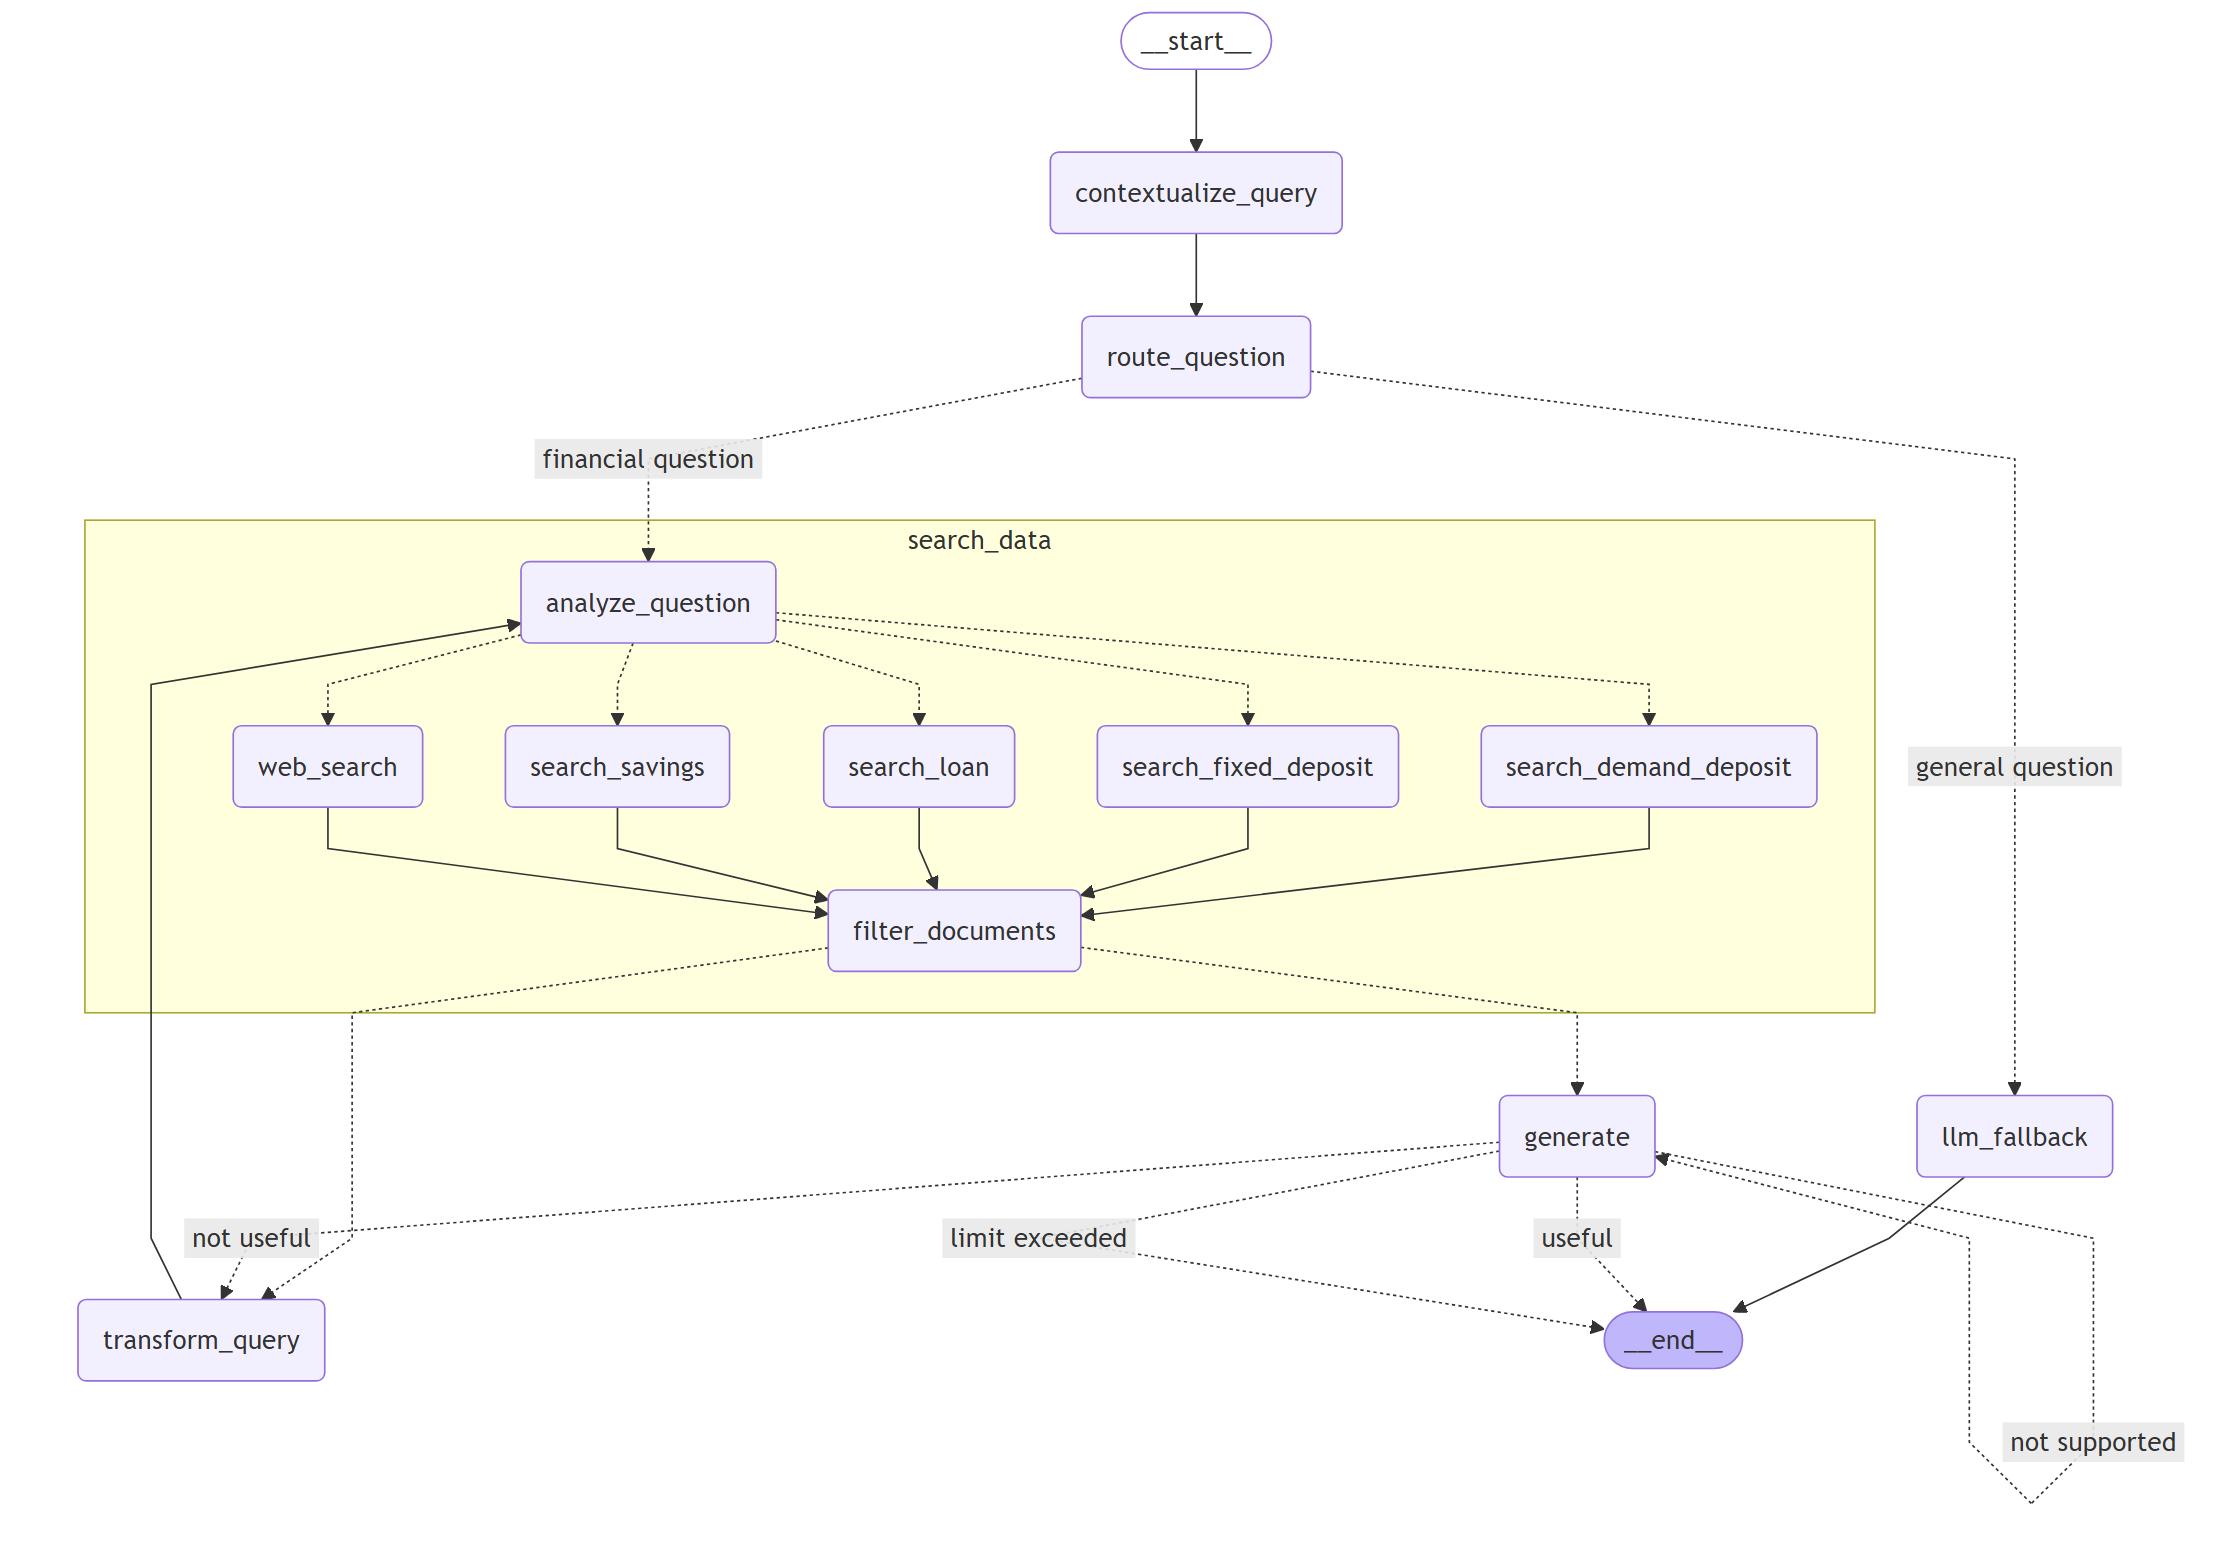 __start__
contextualize_query
route_question
financial question
search_data
analyze_question
web_search
search_savings
search_loan
search_fixed_deposit
search_demand_deposit
general question
filter_documents
generate
llm_fallback
not useful
limit exceeded
useful
transform_query
__end__
not supported